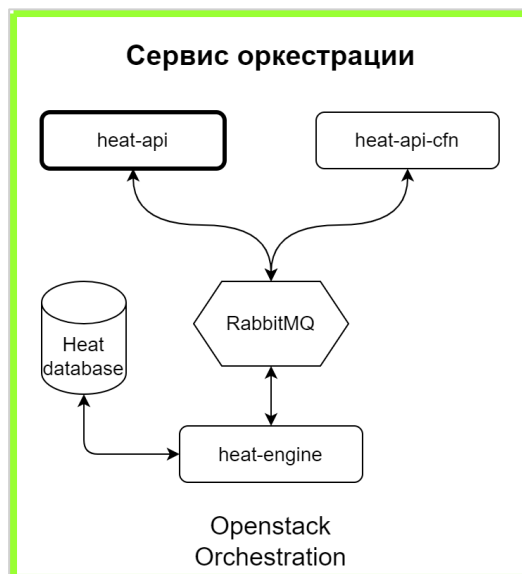 Сервис оркестрации
heat-api
heat-api-cfn
RabbitMQ
Heat
database
heat-engine
Openstack
Orchestration